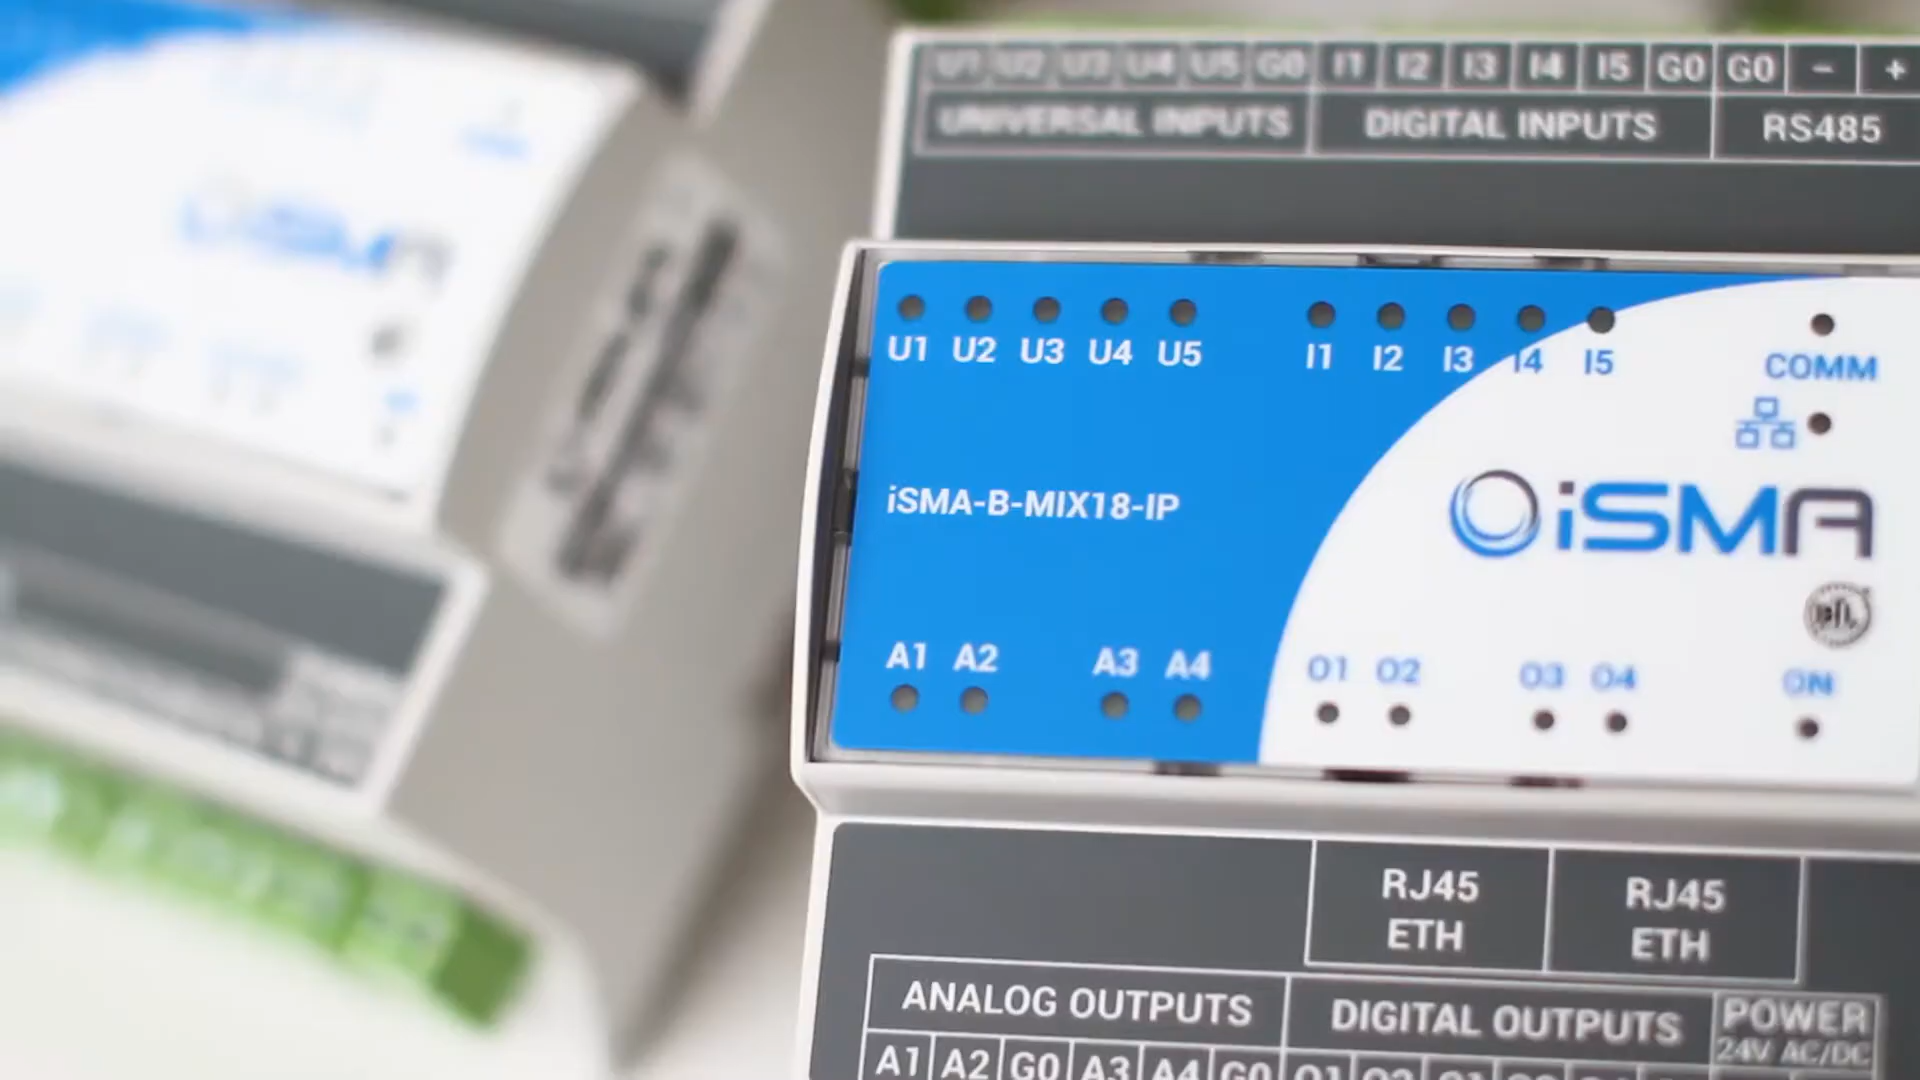 U1 U2 U3 U4 U5 G0 I1 I2 I3 I4 I5 G0 G0 - +
UNIVERSAL INPUTS DIGITAL INPUTS RS485
U1 U2 U3 U4 U5 I1 I2 I3 I4 I5
COMM
iSMA-B-MIX18-IP
iSMA
BTL
A1 A2 A3 A4 O1 O2 O3 O4 ON
RJ45
ETH
RJ45
ETH
ANALOG OUTPUTS DIGITAL OUTPUTS POWER
24V AC/DC
A1 A2 G0 A3 A4 G0 O1
iSMA